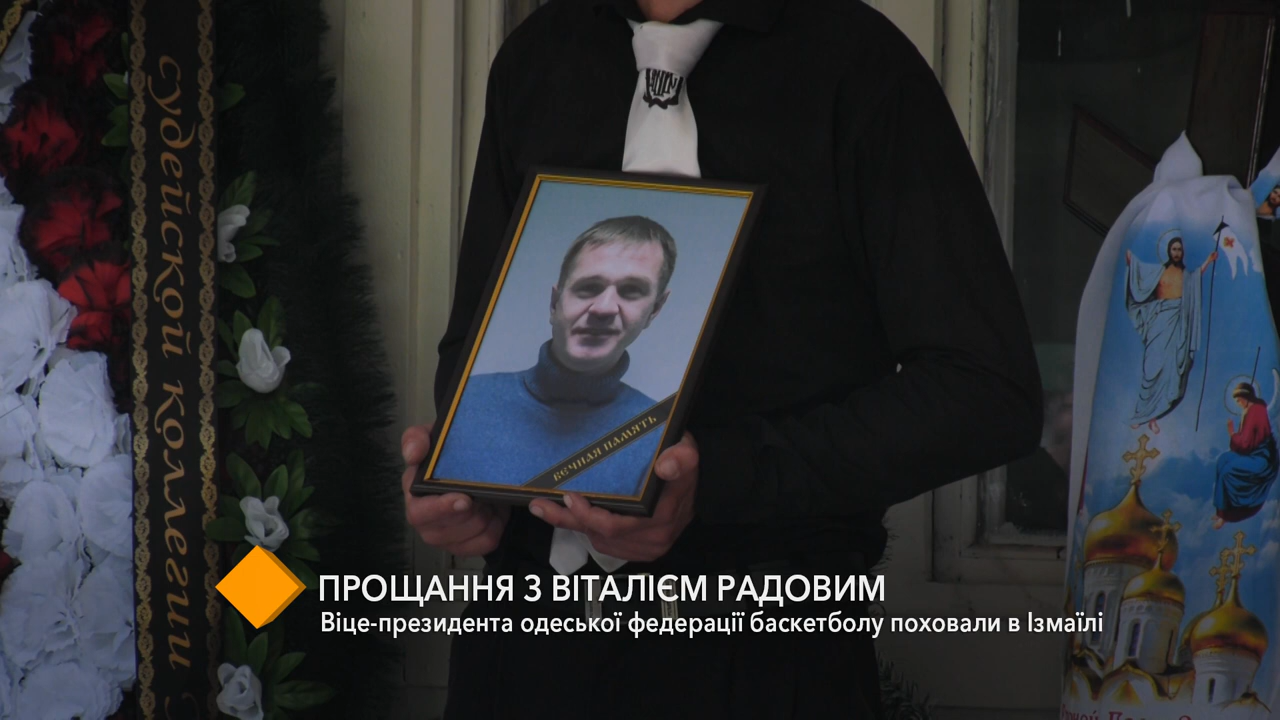 судейской коллегии
ВЕЧНАЯ ПАМЯТЬ
ПРОЩАННЯ З ВІТАЛІЄМ РАДОВИМ
Віце-президента одеської федерації баскетболу поховали в Ізмаїлі